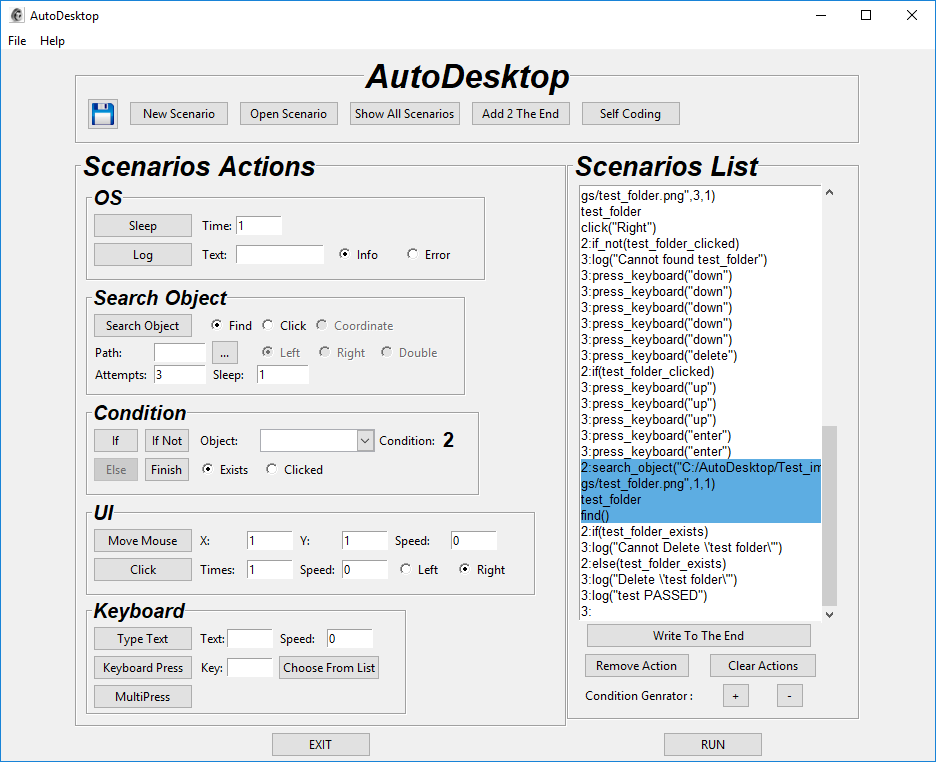 AutoDesktop
File Help
AutoDesktop
New Scenario Open Scenario Show All Scenarios Add 2 The End Self Coding
Scenarios Actions
OS
Sleep Time: 1
Log Text: Info Error
Search Object
Search Object Find Click Coordinate
Path: ... Left Right Double
Attempts: 3 Sleep: 1
Condition
If If Not Object: Condition: 2
Else Finish Exists Clicked
UI
Move Mouse X: 1 Y: 1 Speed: 0
Click Times: 1 Speed: 0 Left Right
Keyboard
Type Text Text: Speed: 0
Keyboard Press Key: Choose From List
MultiPress
Scenarios List
gs/test_folder.png",3,1)
test_folder
click("Right")
2:if_not(test_folder_clicked)
3:log("Cannot found test_folder")
3:press_keyboard("down")
3:press_keyboard("down")
3:press_keyboard("down")
3:press_keyboard("down")
3:press_keyboard("down")
3:press_keyboard("delete")
2:if(test_folder_clicked)
3:press_keyboard("up")
3:press_keyboard("up")
3:press_keyboard("up")
3:press_keyboard("enter")
3:press_keyboard("enter")
2:search_object("C:/AutoDesktop/Test_im
gs/test_folder.png",1,1)
test_folder
find()
2:if(test_folder_exists)
3:log("Cannot Delete \'test folder\'")
2:else(test_folder_exists)
3:log("Delete \'test folder\'")
3:log("test PASSED")
3:
Write To The End
Remove Action Clear Actions
Condition Genrator : + -
EXIT RUN